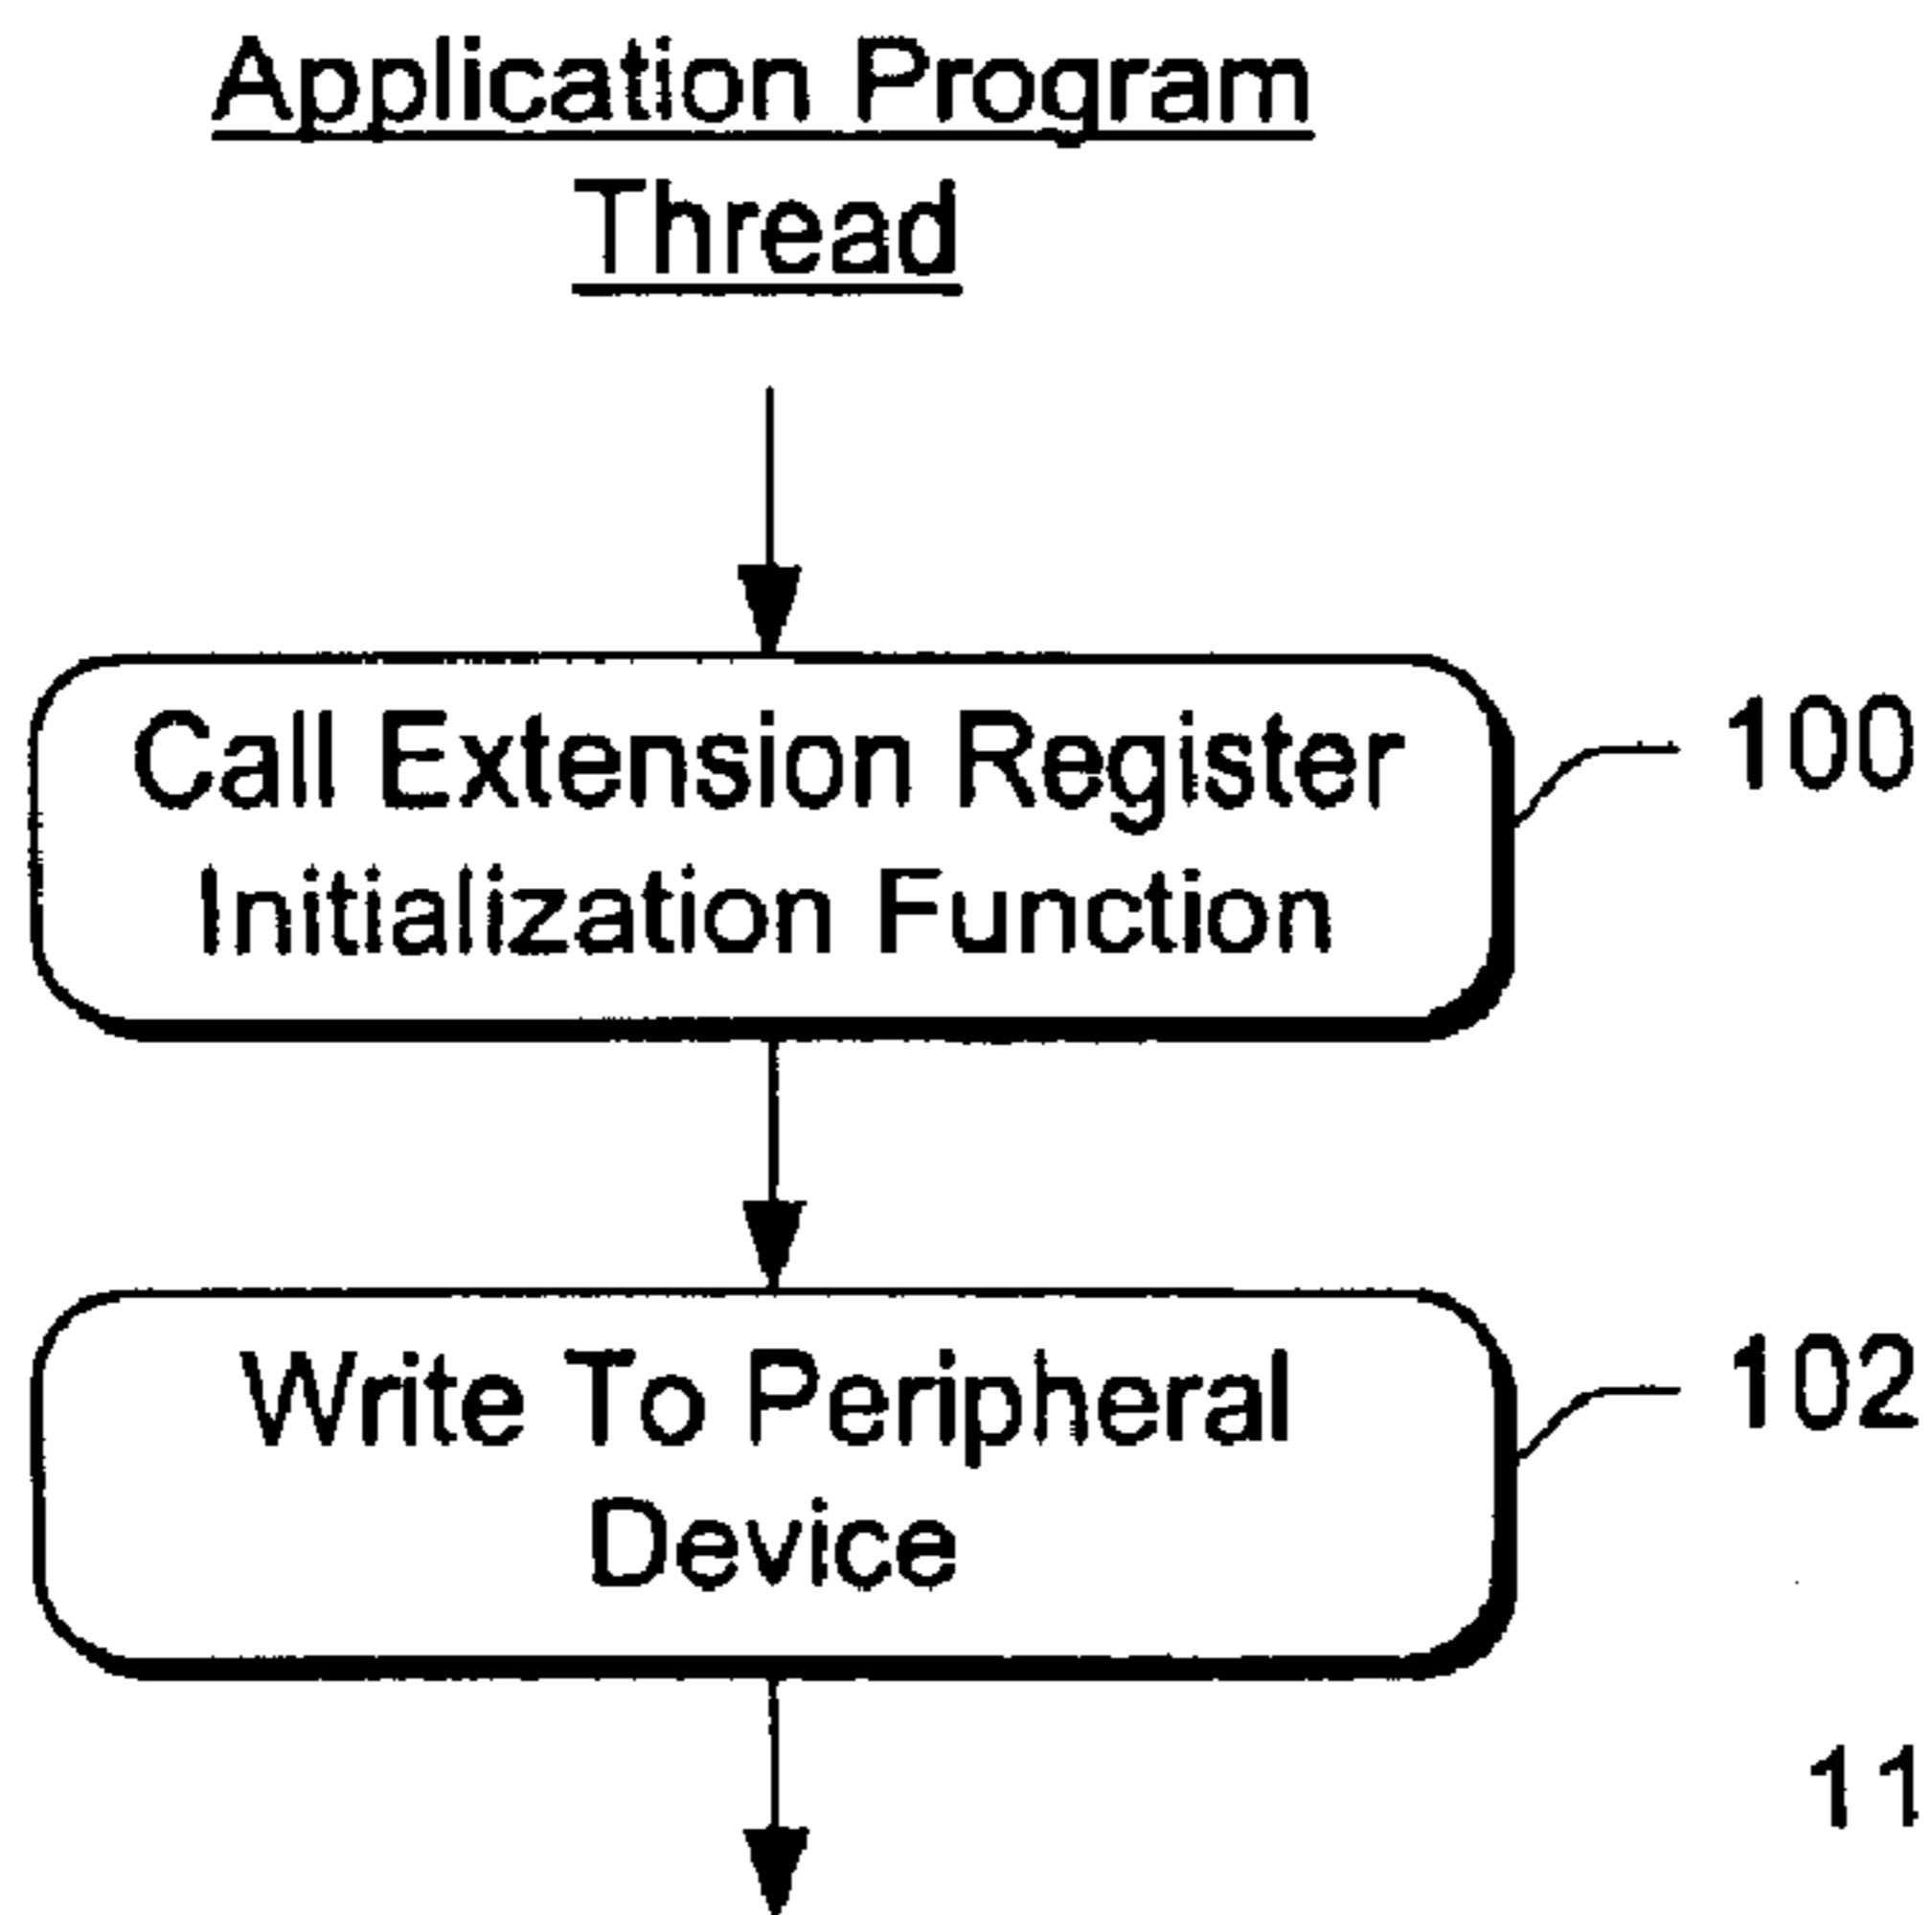 Application Program
Thread
Call Extension Register
Initialization Function
100
Write To Peripheral
Device
102
11